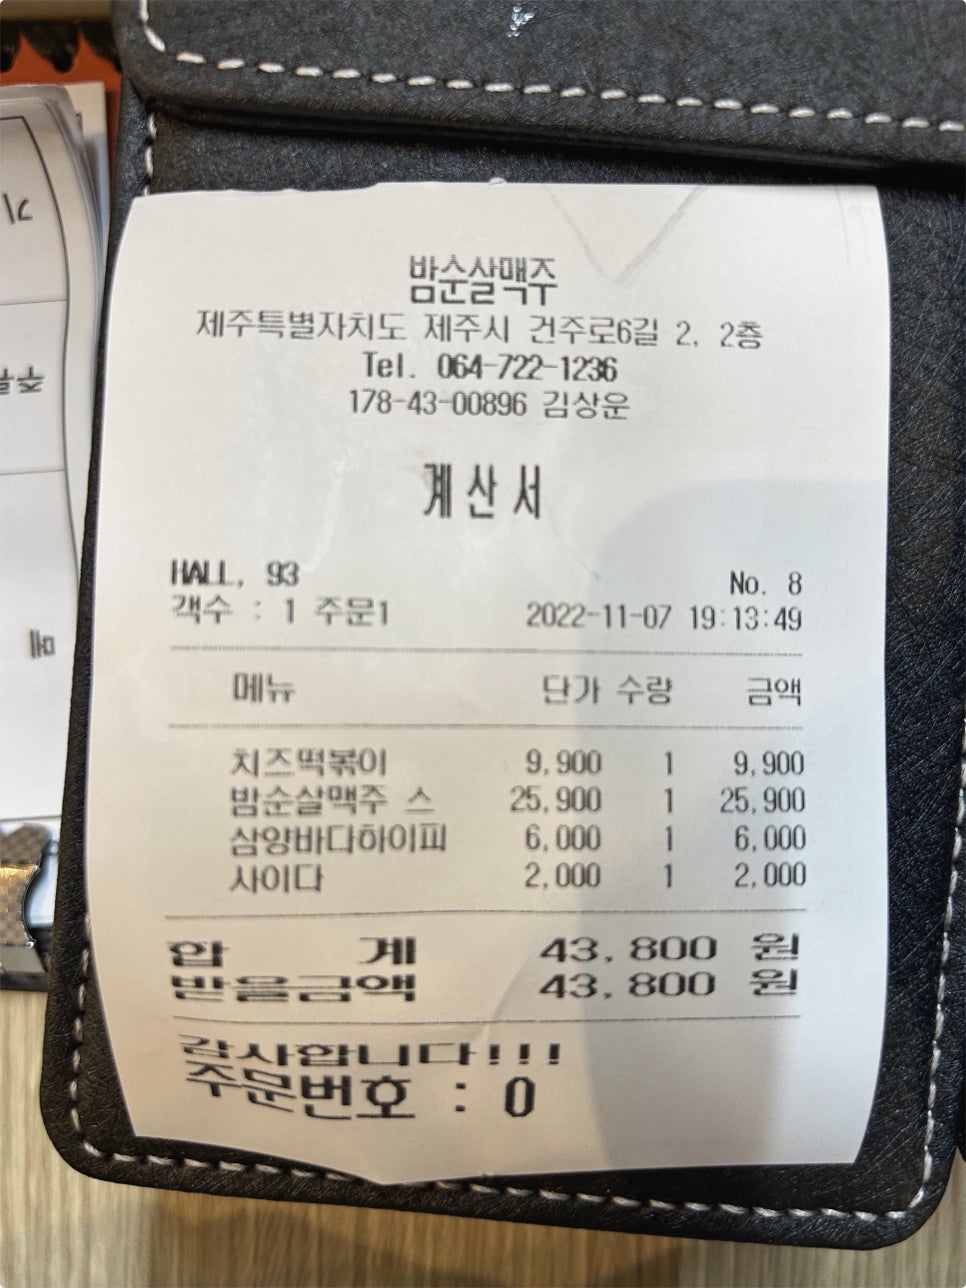 밤순살맥주
제주특별자치도 제주시 건주로6길 2, 2층
Tel. 064-722-1236
178-43-00896 김상운
계산서
HALL, 93
No. 8
객수 : 1 주문1
2022-11-07 19:13:49
메뉴 단가 수량 금액
치즈떡볶이 9,900 1 9,900
밤순살맥주 스 25,900 1 25,900
삼양바다하이피 6,000 1 6,000
사이다 2,000 1 2,000
합 계 43,800 원
받을금액 43,800 원
감사합니다!!!
주문번호 : 0